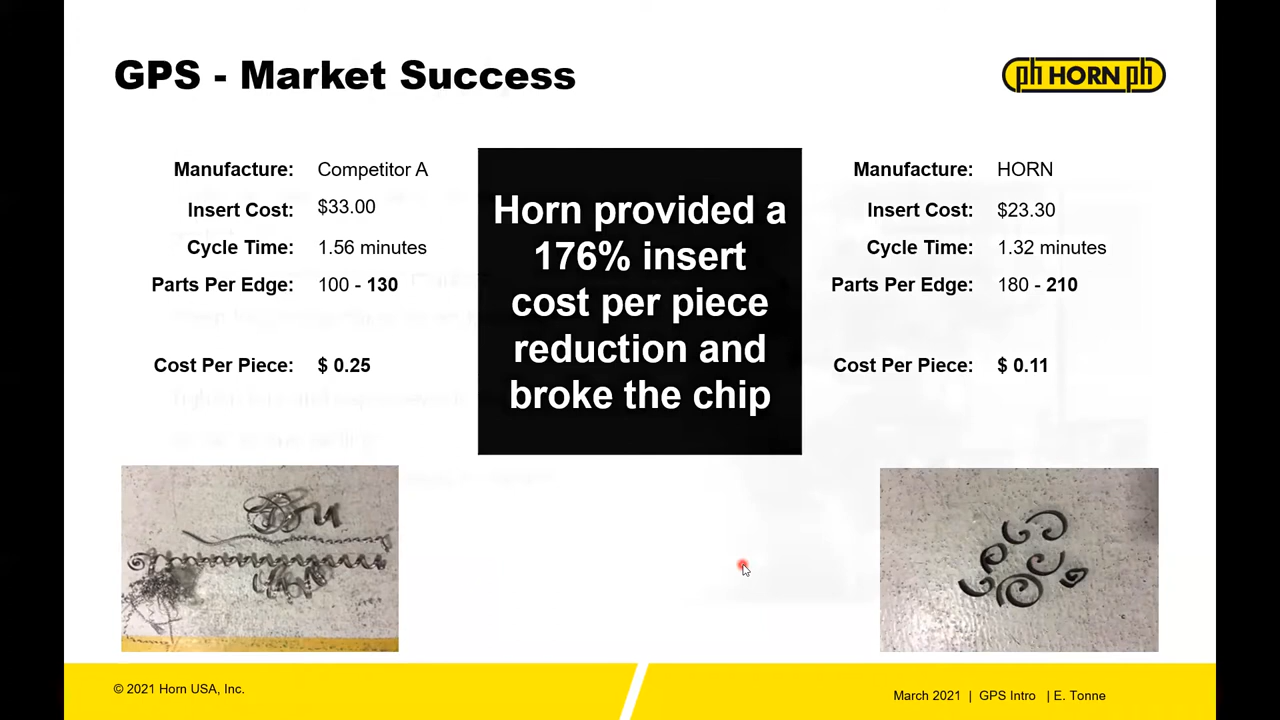 GPS - Market Success
ph HORN ph
Manufacture: Competitor A
Insert Cost: $33.00
Cycle Time: 1.56 minutes
Parts Per Edge: 100 - 130
Cost Per Piece: $ 0.25
Horn provided a
176% insert
cost per piece
reduction and
broke the chip
Manufacture: HORN
Insert Cost: $23.30
Cycle Time: 1.32 minutes
Parts Per Edge: 180 - 210
Cost Per Piece: $ 0.11
© 2021 Horn USA, Inc.
March 2021 | GPS Intro | E. Tonne